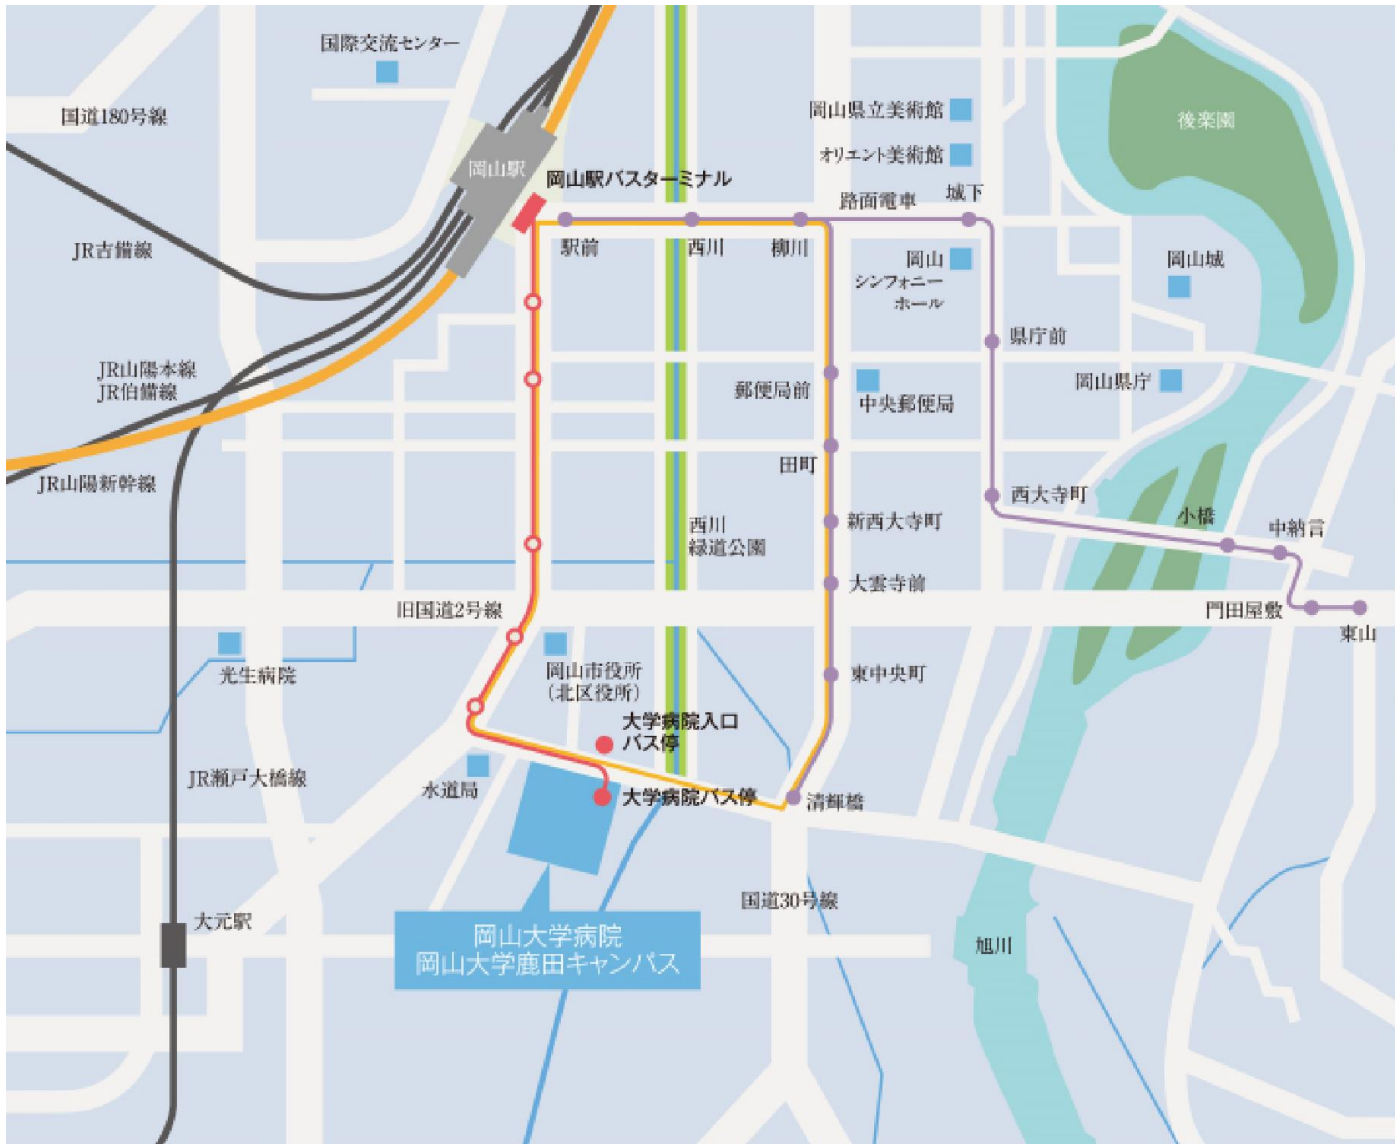 国際交流センター
国道180号線
岡山駅
岡山駅バスターミナル
岡山県立美術館
オリエント美術館
後楽園
路面電車
城下
駅前
西川
柳川
JR吉備線
岡山
シンフォニー
ホール
岡山城
県庁前
JR山陽本線
JR伯備線
郵便局前
中央郵便局
岡山県庁
田町
JR山陽新幹線
西大寺町
西川
緑道公園
新西大寺町
小橋
中納言
大雲寺前
旧国道2号線
門田屋敷
東山
光生病院
岡山市役所
(北区役所)
東中央町
大学病院入口
バス停
JR瀬戸大橋線
水道局
大学病院バス停
清輝橋
国道30号線
大元駅
岡山大学病院
岡山大学鹿田キャンパス
旭川